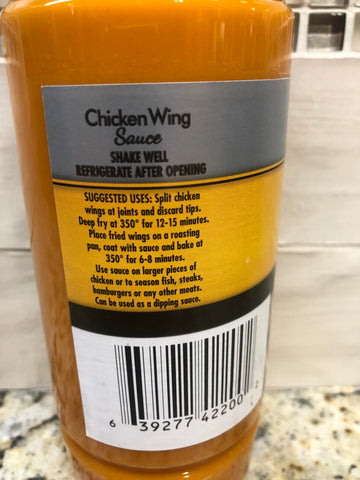 Chicken Wing
Sauce
SHAKE WELL
REFRIGERATE AFTER OPENING
SUGGESTED USES: Split chicken
wings at joints and discard tips.
Deep fry at 350° for 12-15 minutes.
Place fried wings on a roasting
pan, coat with sauce and bake at
350° for 6-8 minutes.
Use sauce on larger pieces of
chicken or to season fish, steaks,
hamburgers or any other meats.
Can be used as a dipping sauce.
6 39277 42200 2